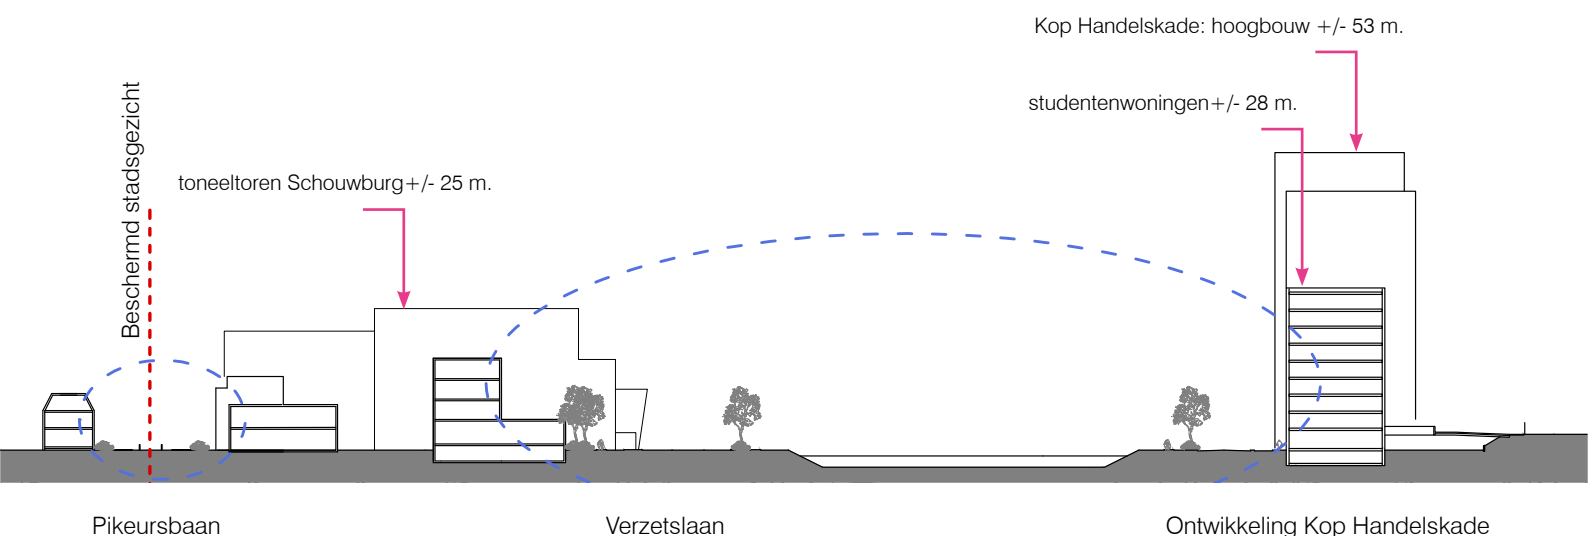 Kop Handelskade: hoogbouw +/- 53 m.
studentenwoningen+/- 28 m.
Beschermd stadsgezicht
toneeltoren Schouwburg+/- 25 m.
Pikeursbaan
Verzetslaan
Ontwikkeling Kop Handelskade